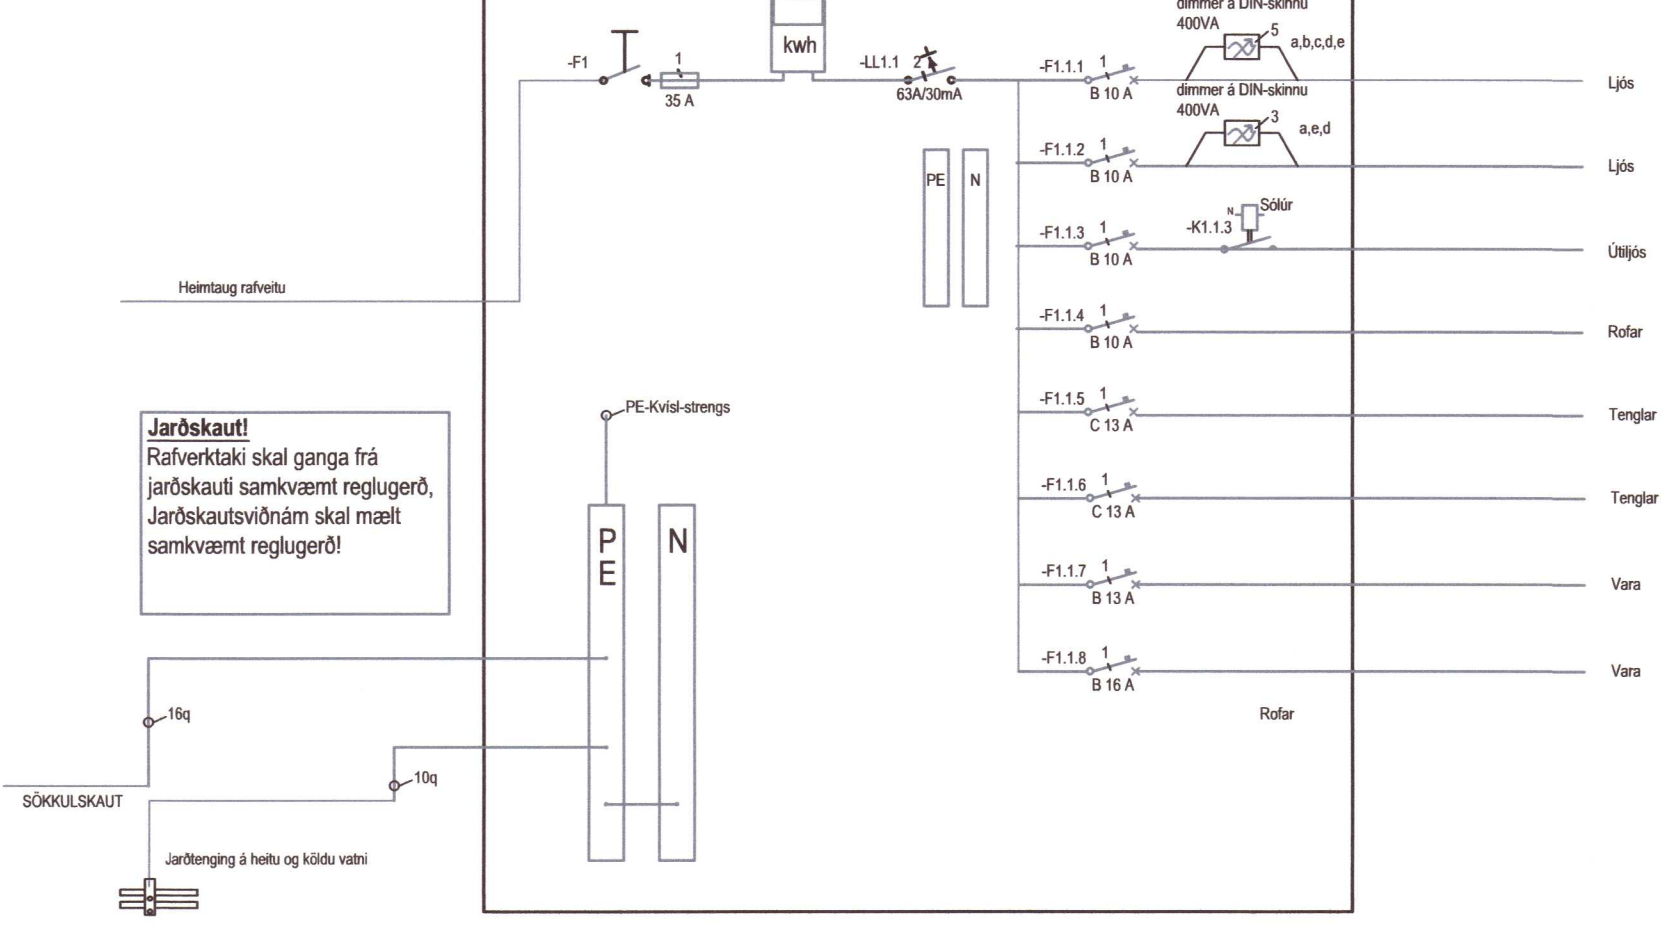 dimmer á DIN-skinnu
400VA
5
a,b,c,d,e
kwh
-F1
1
35 A
-LL1.1
2
63A/30mA
-F1.1.1
1
B 10 A
Ljós
dimmer á DIN-skinnu
400VA
3
a,e,d
-F1.1.2
1
B 10 A
Ljós
PE
N
Sólúr
N
-K1.1.3
-F1.1.3
1
B 10 A
Útiljós
Heimtaug rafveitu
-F1.1.4
1
B 10 A
Rofar
-F1.1.5
1
C 13 A
Tenglar
PE-Kvísl-strengs
Jarðskaut!
Rafverktaki skal ganga frá
jarðskauti samkvæmt reglugerð,
Jarðskautsviðnám skal mælt
samkvæmt reglugerð!
-F1.1.6
1
C 13 A
Tenglar
P
E
N
-F1.1.7
1
B 13 A
Vara
-F1.1.8
1
B 16 A
Vara
Rofar
16q
10q
SÖKKULSKAUT
Jarðtenging á heitu og köldu vatni